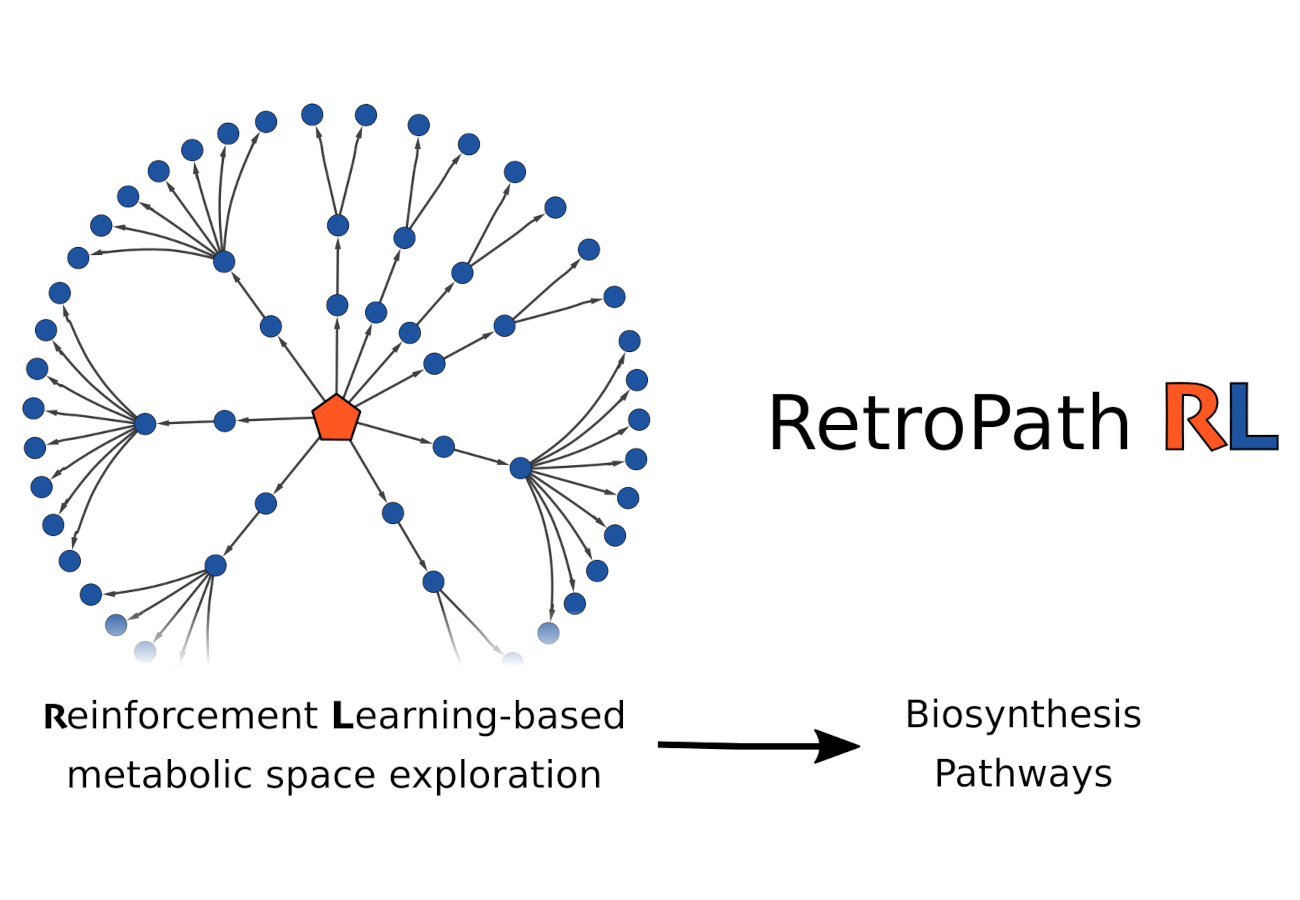 RetroPath RL
Reinforcement Learning-based
metabolic space exploration
Biosynthesis
Pathways